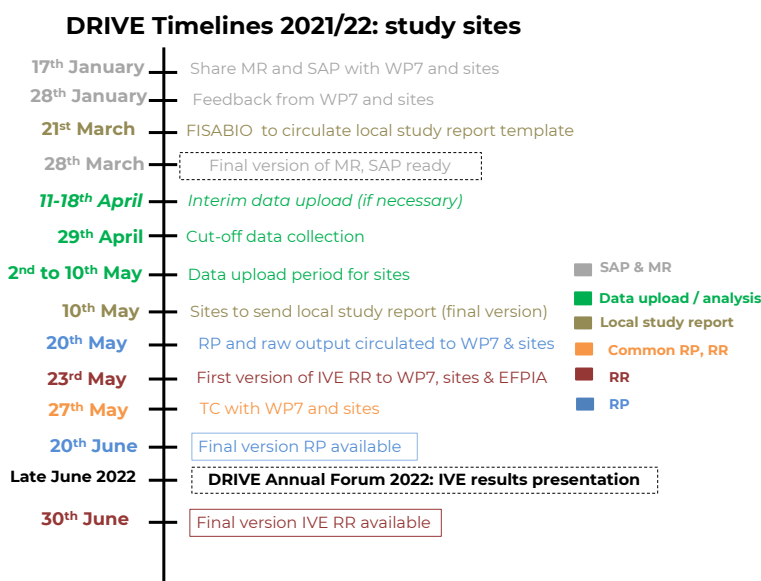 DRIVE Timelines 2021/22: study sites
17th January Share MR and SAP with WP7 and sites
28th January Feedback from WP7 and sites
21st March FISABIO to circulate local study report template
28th March Final version of MR, SAP ready
11-18th April Interim data upload (if necessary)
29th April Cut-off data collection
2nd to 10th May Data upload period for sites
10th May Sites to send local study report (final version)
20th May RP and raw output circulated to WP7 & sites
23rd May First version of IVE RR to WP7, sites & EFPIA
27th May TC with WP7 and sites
20th June Final version RP available
Late June 2022 DRIVE Annual Forum 2022: IVE results presentation
30th June Final version IVE RR available
SAP & MR
Data upload / analysis
Local study report
Common RP, RR
RR
RP